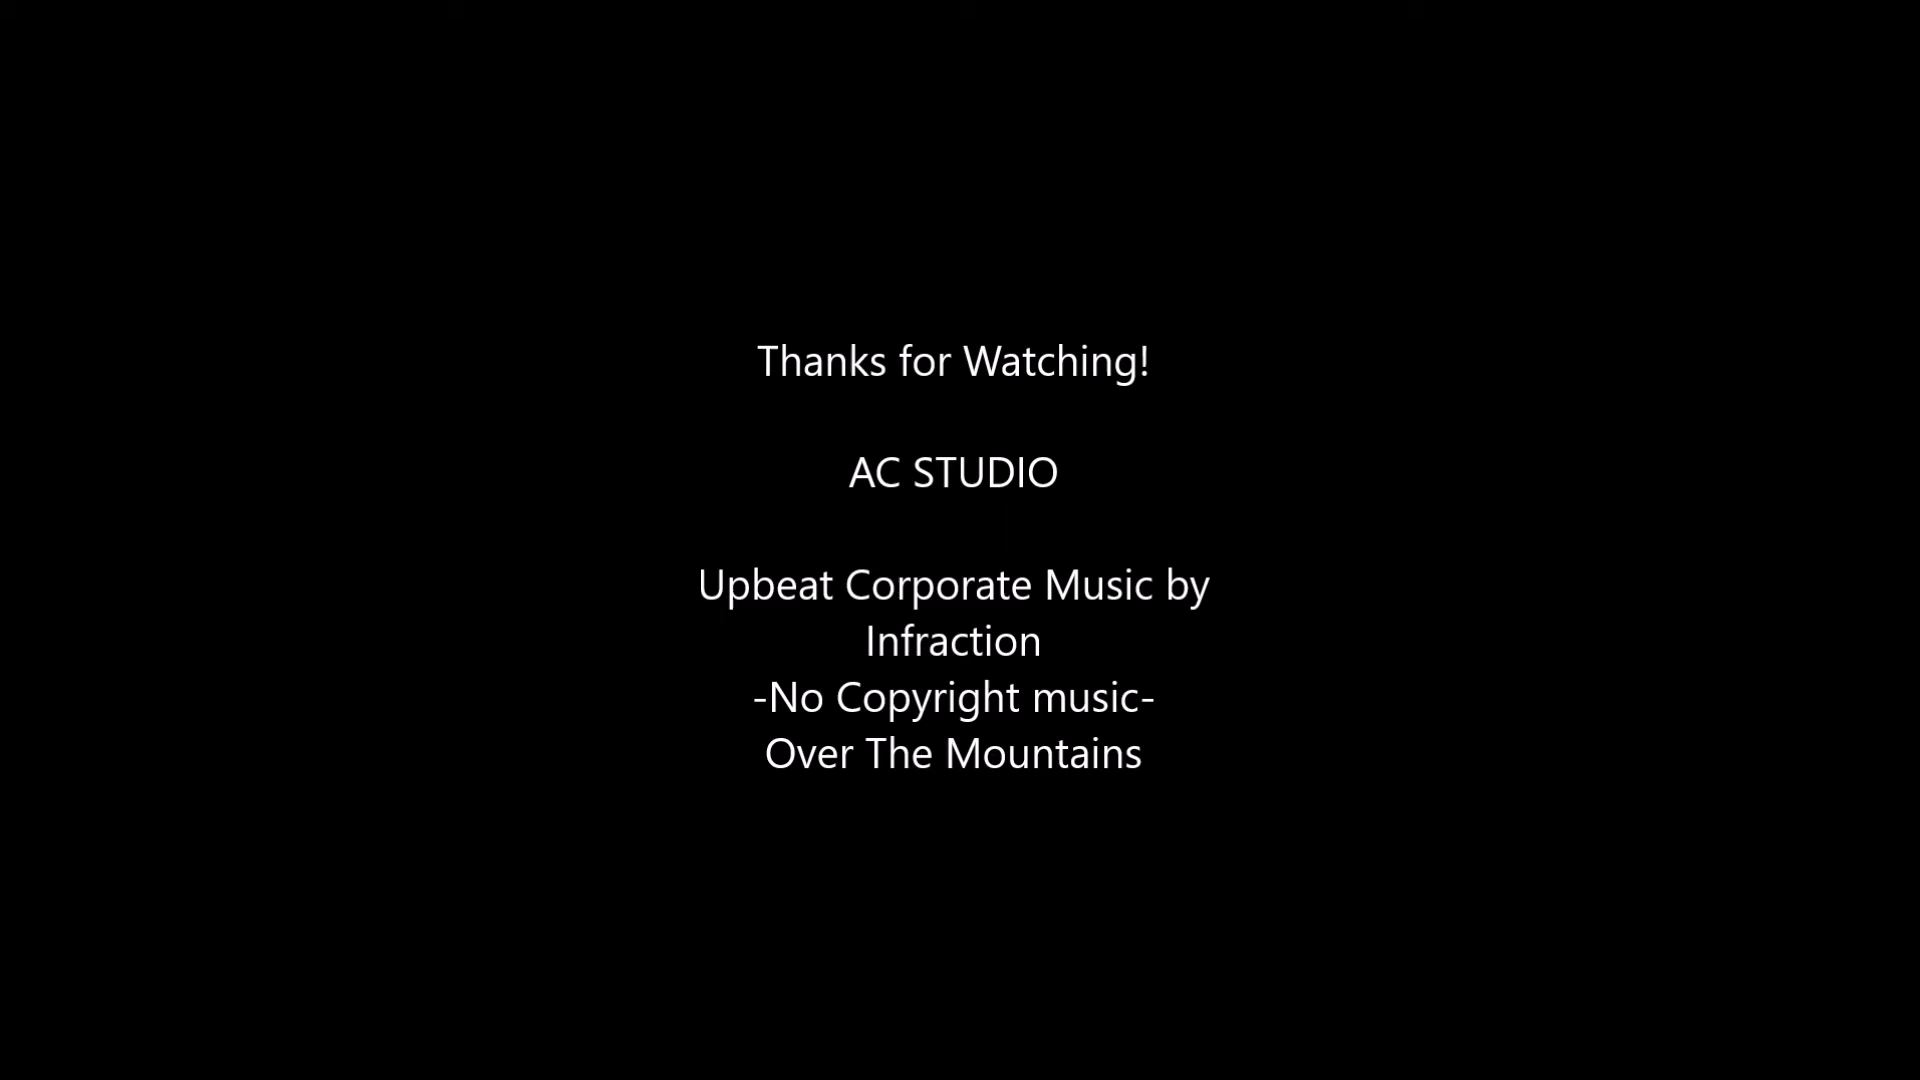 Thanks for Watching!
AC STUDIO
Upbeat Corporate Music by
Infraction
-No Copyright music-
Over The Mountains